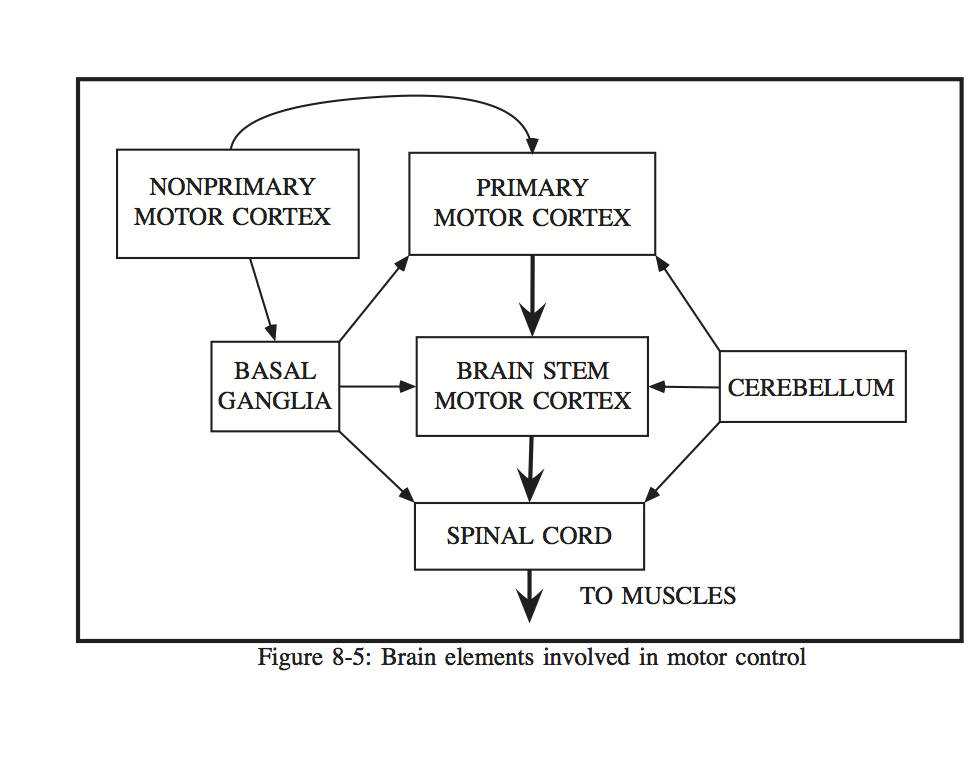 NONPRIMARY
MOTOR CORTEX
PRIMARY
MOTOR CORTEX
BASAL
GANGLIA
BRAIN STEM
MOTOR CORTEX
CEREBELLUM
SPINAL CORD
TO MUSCLES
Figure 8-5: Brain elements involved in motor control